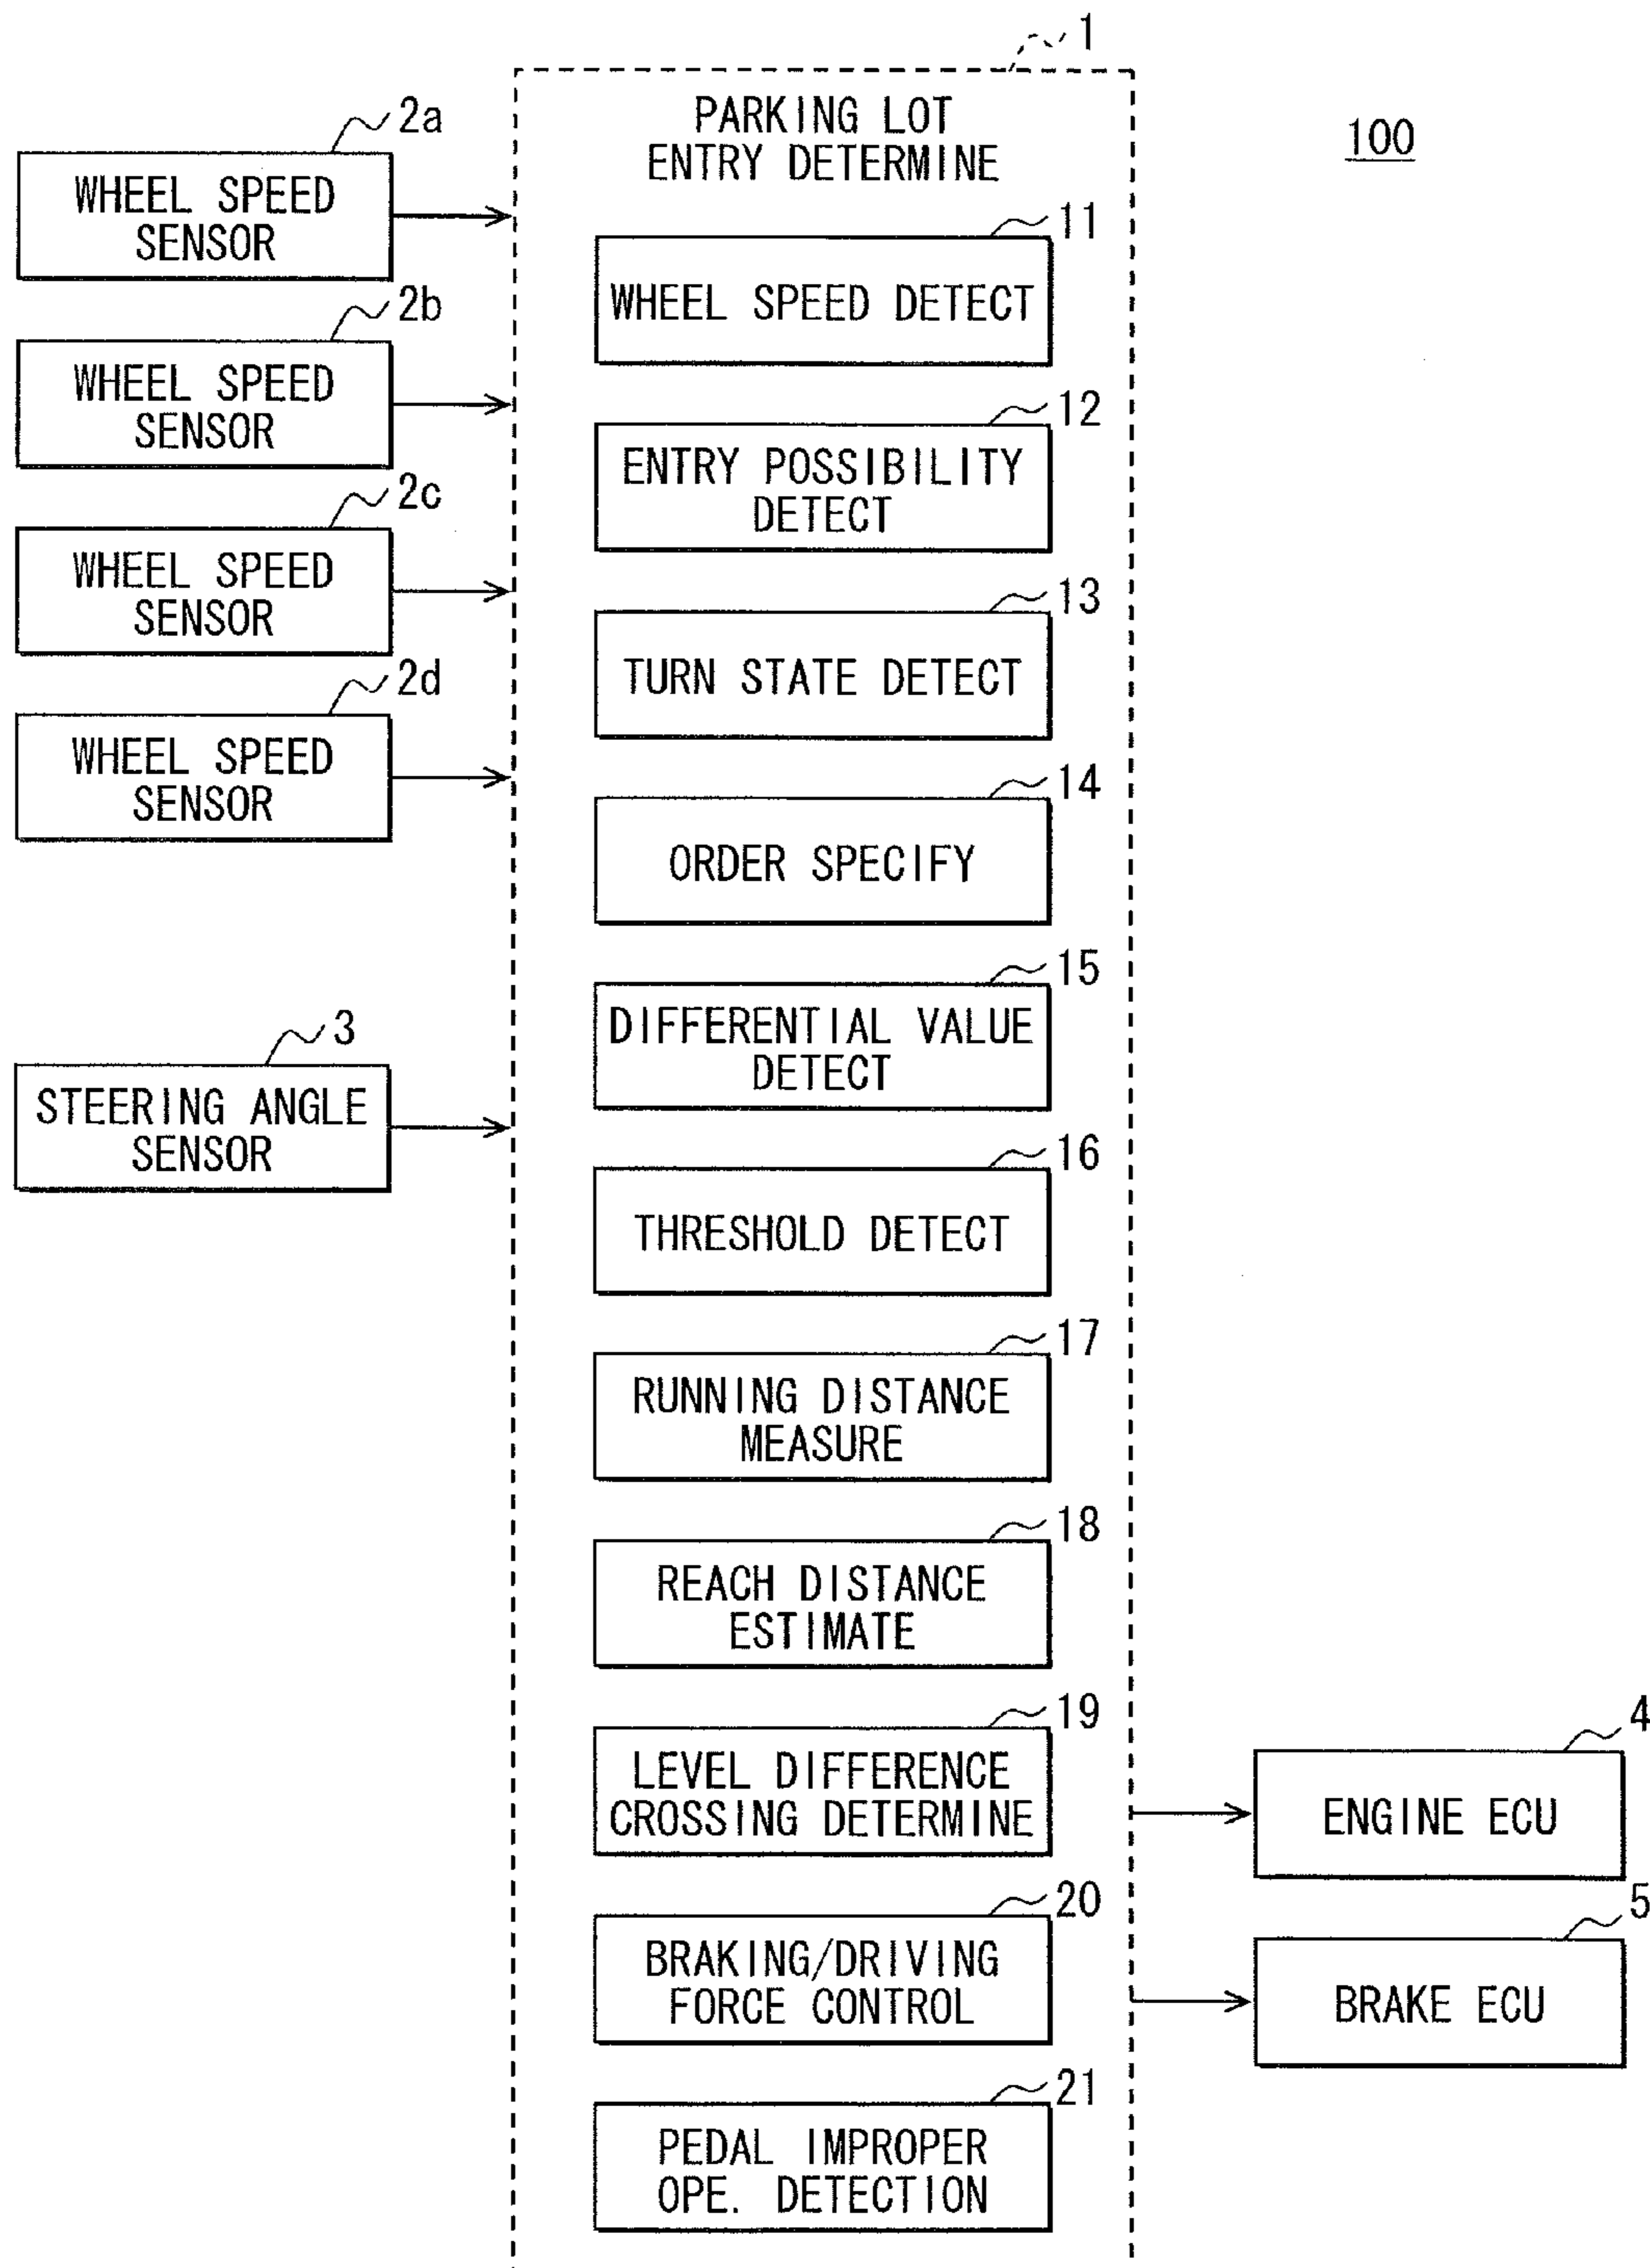 1
PARKING LOT
ENTRY DETERMINE
100
2a
WHEEL SPEED
SENSOR
2b
WHEEL SPEED
SENSOR
2c
WHEEL SPEED
SENSOR
2d
WHEEL SPEED
SENSOR
3
STEERING ANGLE
SENSOR
11
WHEEL SPEED DETECT
12
ENTRY POSSIBILITY
DETECT
13
TURN STATE DETECT
14
ORDER SPECIFY
15
DIFFERENTIAL VALUE
DETECT
16
THRESHOLD DETECT
17
RUNNING DISTANCE
MEASURE
18
REACH DISTANCE
ESTIMATE
19
LEVEL DIFFERENCE
CROSSING DETERMINE
20
BRAKING/DRIVING
FORCE CONTROL
21
PEDAL IMPROPER
OPE. DETECTION
4
ENGINE ECU
5
BRAKE ECU